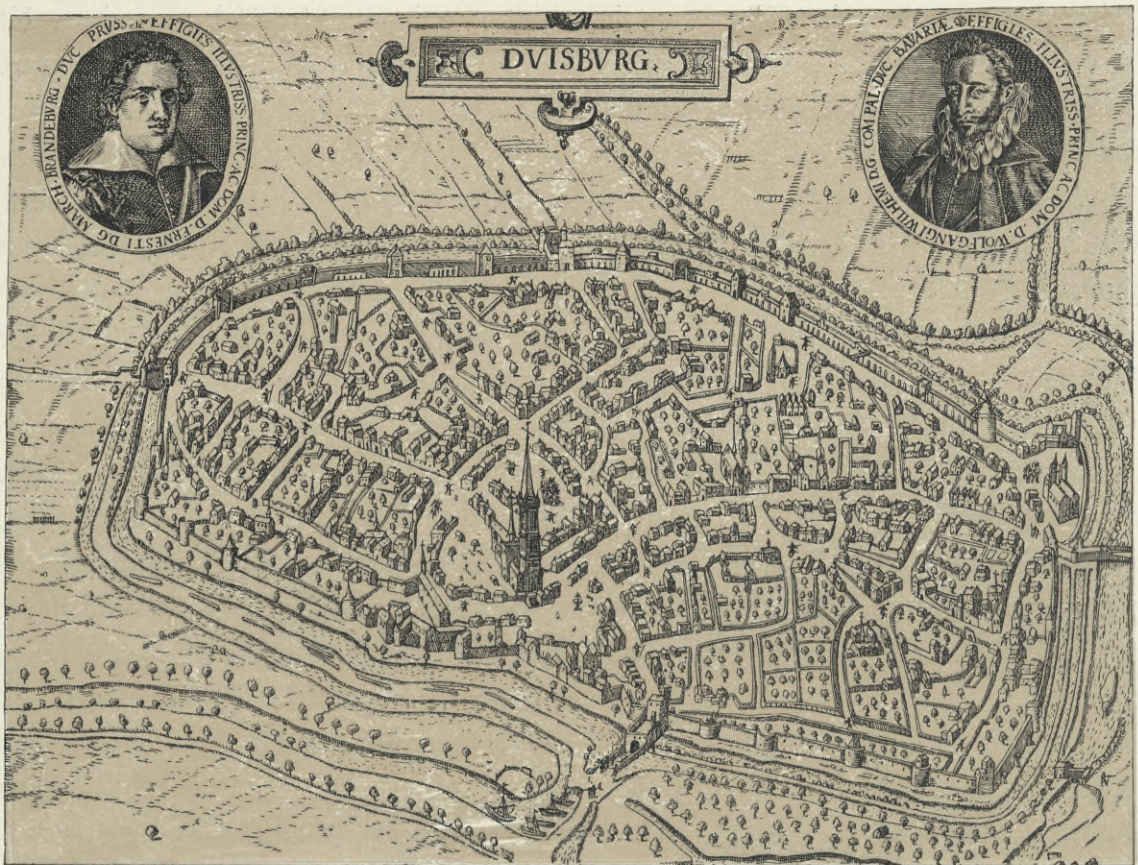 EFFIGIES ILLVSTRISS·PRINC·AC DOM·D·ERNESTI DG MARCH·BRANDEBVRG·DVC PRVSS
DVISBVRG.
EFFIGIES ILLVSTRISS·PRINC AC DOM·D·WOLFGANGI WILHELMI D.G COM PAL·DVC·BAVARIÆ